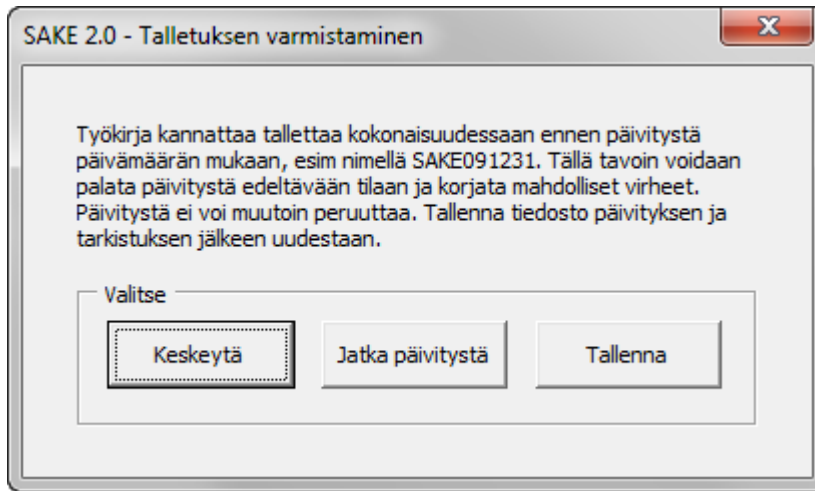 SAKE 2.0 - Talletuksen varmistaminen
Työkirja kannattaa tallettaa kokonaisuudessaan ennen päivitystä
päivämäärän mukaan, esim nimellä SAKE091231. Tällä tavoin voidaan
palata päivitystä edeltävään tilaan ja korjata mahdolliset virheet.
Päivitystä ei voi muutoin peruuttaa. Tallenna tiedosto päivityksen ja
tarkistuksen jälkeen uudestaan.
Valitse
Keskeytä Jatka päivitystä Tallenna